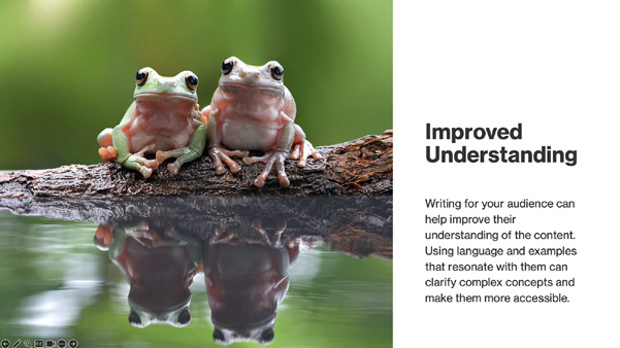 Improved
Understanding
Writing for your audience can
help improve their
understanding of the content.
Using language and examples
that resonate with them can
clarify complex concepts and
make them more accessible.